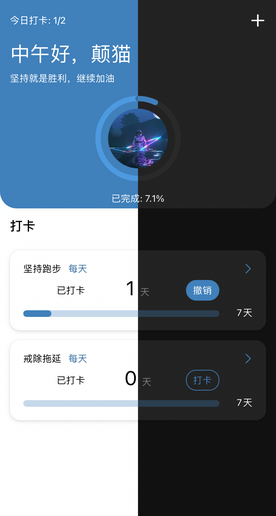 今日打卡: 1/2
中午好，颠猫
坚持就是胜利，继续加油
已完成: 7.1%
打卡
坚持跑步 每天
已打卡 1 天 撤销
7天
戒除拖延 每天
已打卡 0 天 打卡
7天